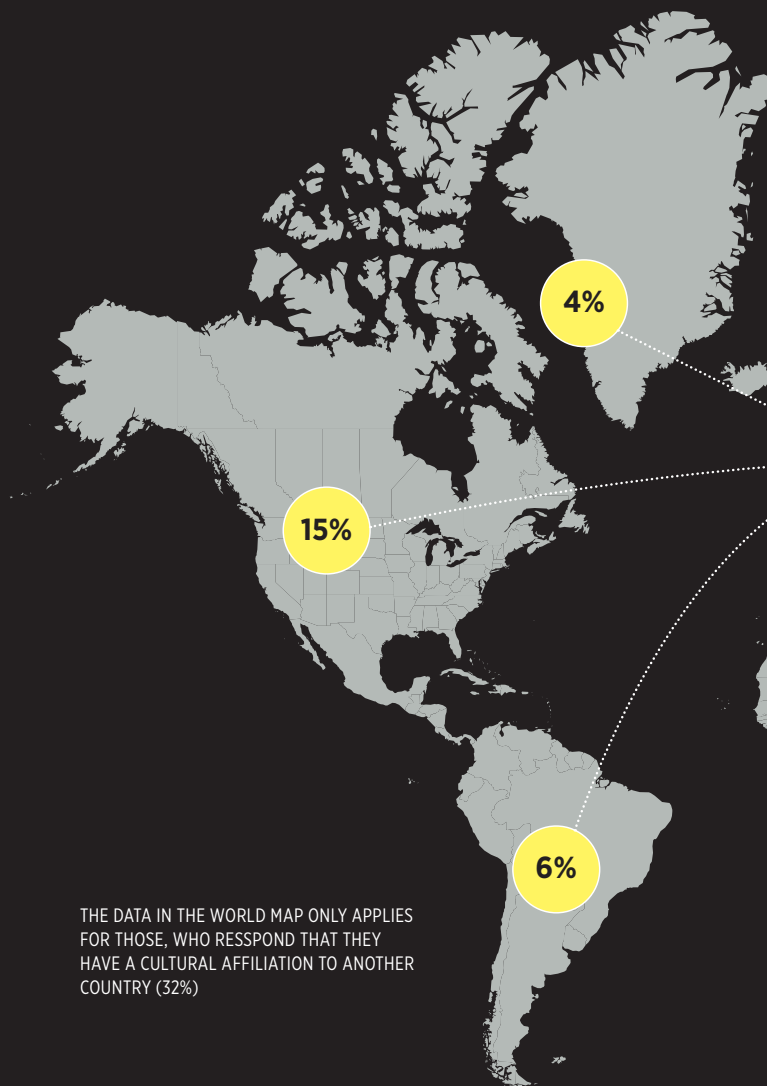 4%
15%
6%
THE DATA IN THE WORLD MAP ONLY APPLIES
FOR THOSE, WHO RESSPOND THAT THEY
HAVE A CULTURAL AFFILIATION TO ANOTHER
COUNTRY (32%)